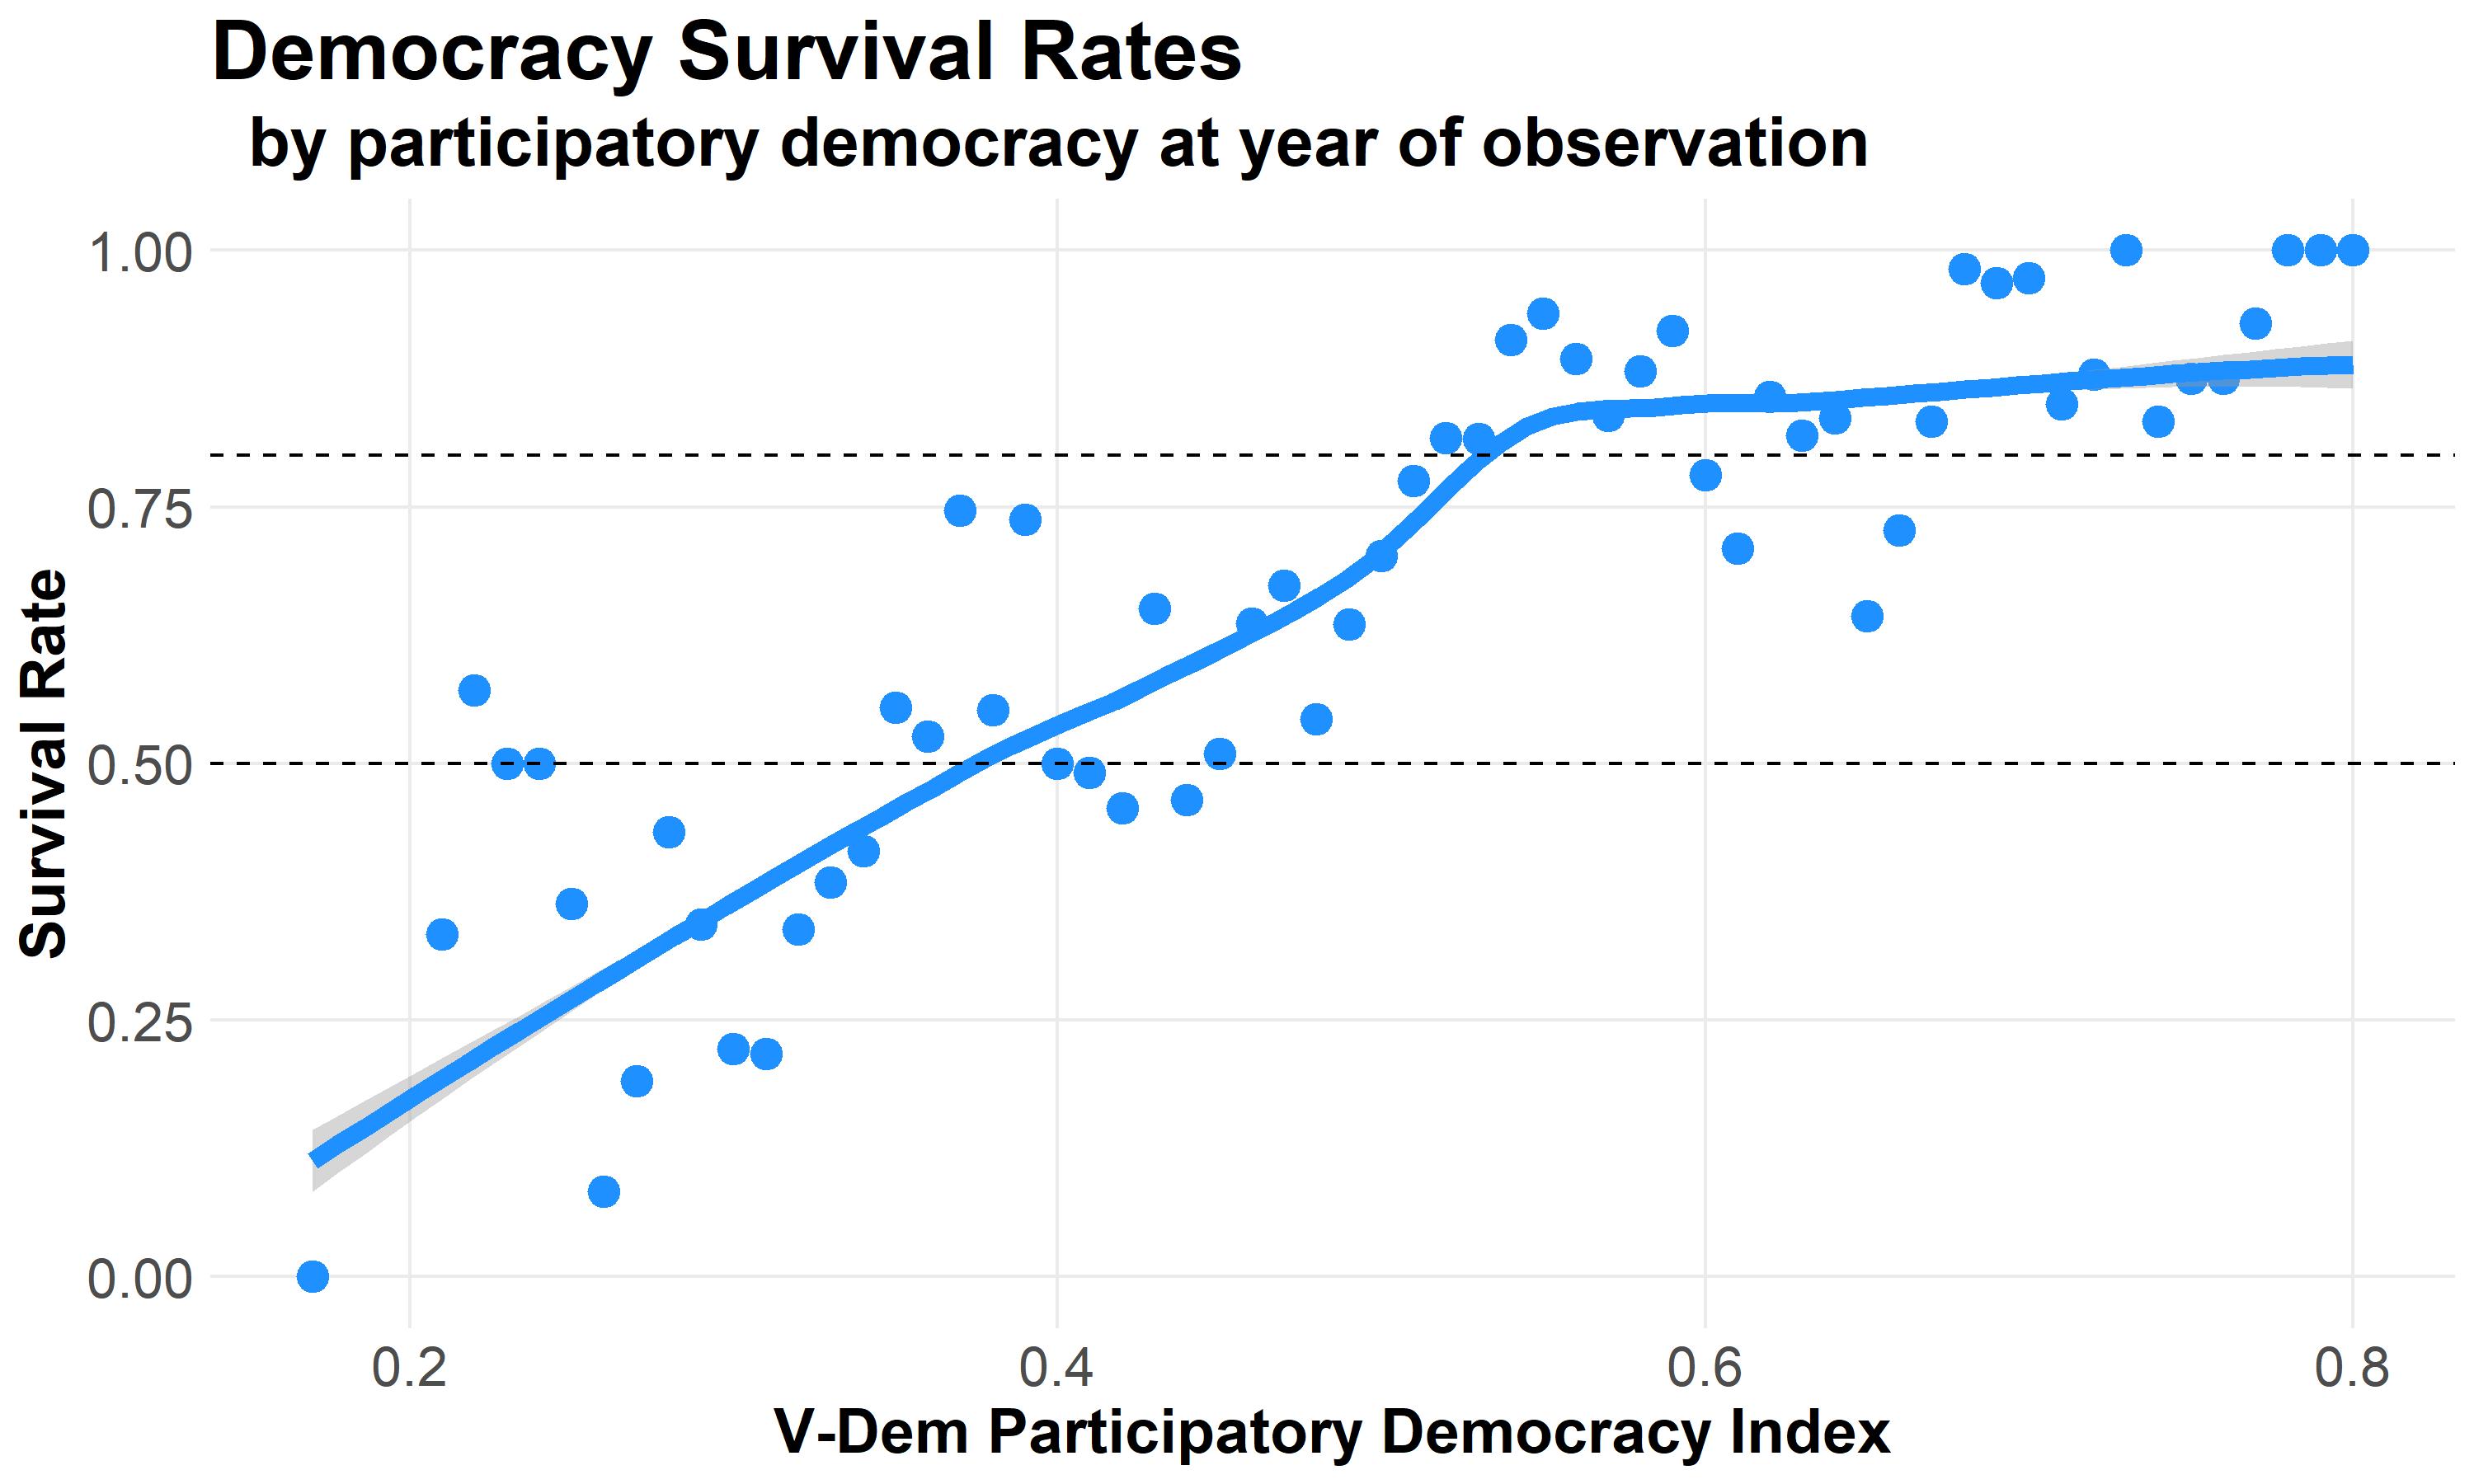 Democracy Survival Rates
by participatory democracy at year of observation
1.00
0.75
0.50
0.25
0.00
Survival Rate
0.2
0.4
0.6
0.8
V-Dem Participatory Democracy Index